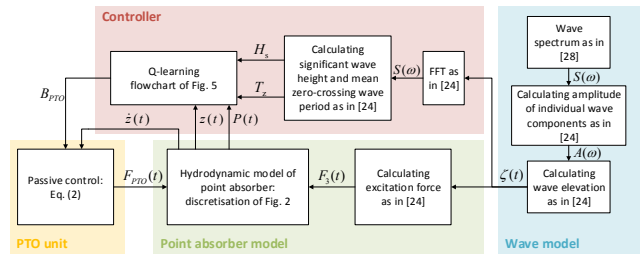 Controller
Q-learning
flowchart of Fig. 5
H_s
T_z
Calculating
significant wave
height and mean
zero-crossing wave
period as in [24]
S(ω)
FFT as
in [24]
Wave
spectrum as in
[28]
S(ω)
Calculating amplitude
of individual wave
components as in
[24]
A(ω)
Calculating
wave elevation
as in [24]
Wave model
B_PTO
ż(t)
z(t)
P(t)
Passive control:
Eq. (2)
PTO unit
F_PTO(t)
Hydrodynamic model of
point absorber:
discretisation of Fig. 2
F_3(t)
Calculating
excitation force
as in [24]
ζ(t)
Point absorber model